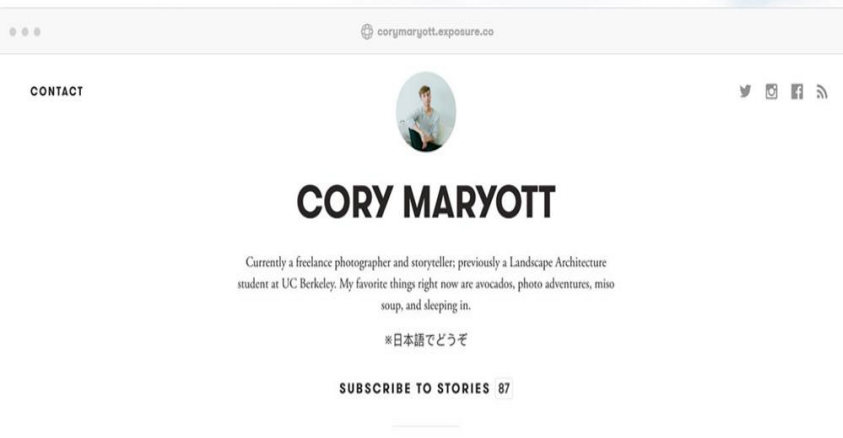 corymaryott.exposure.co
CONTACT
CORY MARYOTT
Currently a freelance photographer and storyteller; previously a Landscape Architecture
student at UC Berkeley. My favorite things right now are avocados, photo adventures, miso
soup, and sleeping in.
※日本語でどうぞ
SUBSCRIBE TO STORIES 87